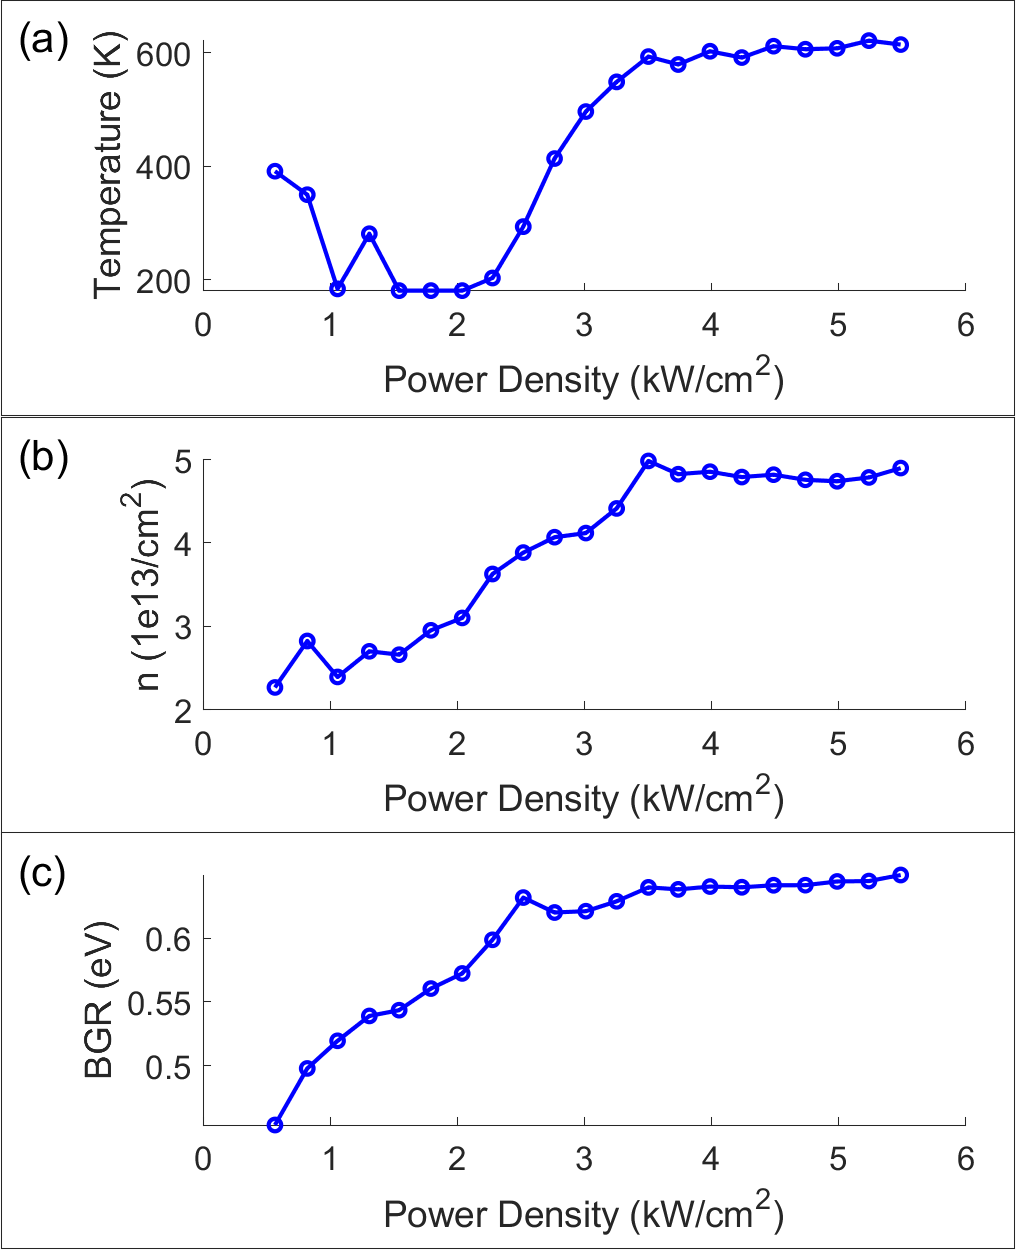 (a)
Temperature (K)
600
400
200
0 1 2 3 4 5 6
Power Density (kW/cm²)
(b)
n (1e13/cm²)
5
4
3
2
0 1 2 3 4 5 6
Power Density (kW/cm²)
(c)
BGR (eV)
0.6
0.55
0.5
0 1 2 3 4 5 6
Power Density (kW/cm²)